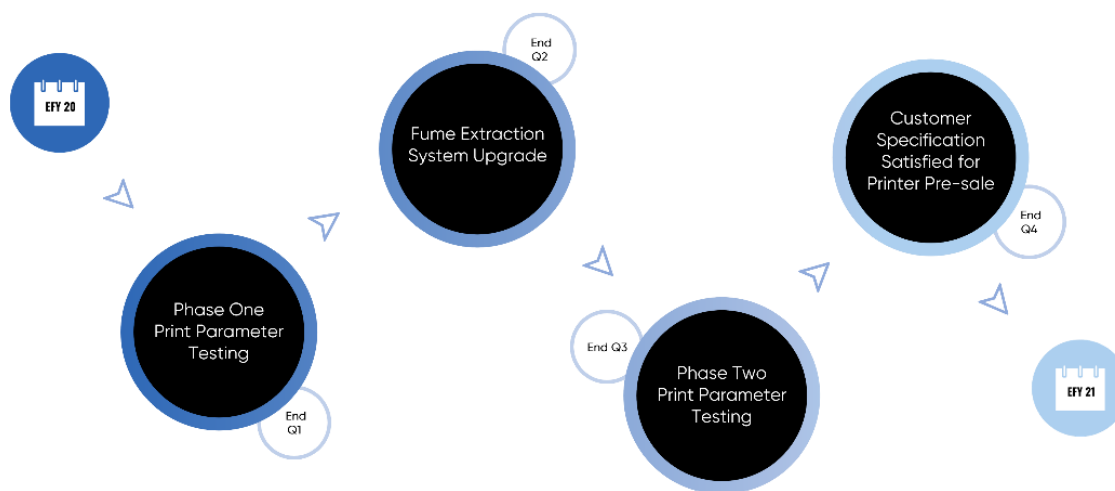 EFY 20
Phase One
Print Parameter
Testing
End
Q1
Fume Extraction
System Upgrade
End
Q2
Phase Two
Print Parameter
Testing
End Q3
Customer
Specification
Satisfied for
Printer Pre-sale
End
Q4
EFY 21